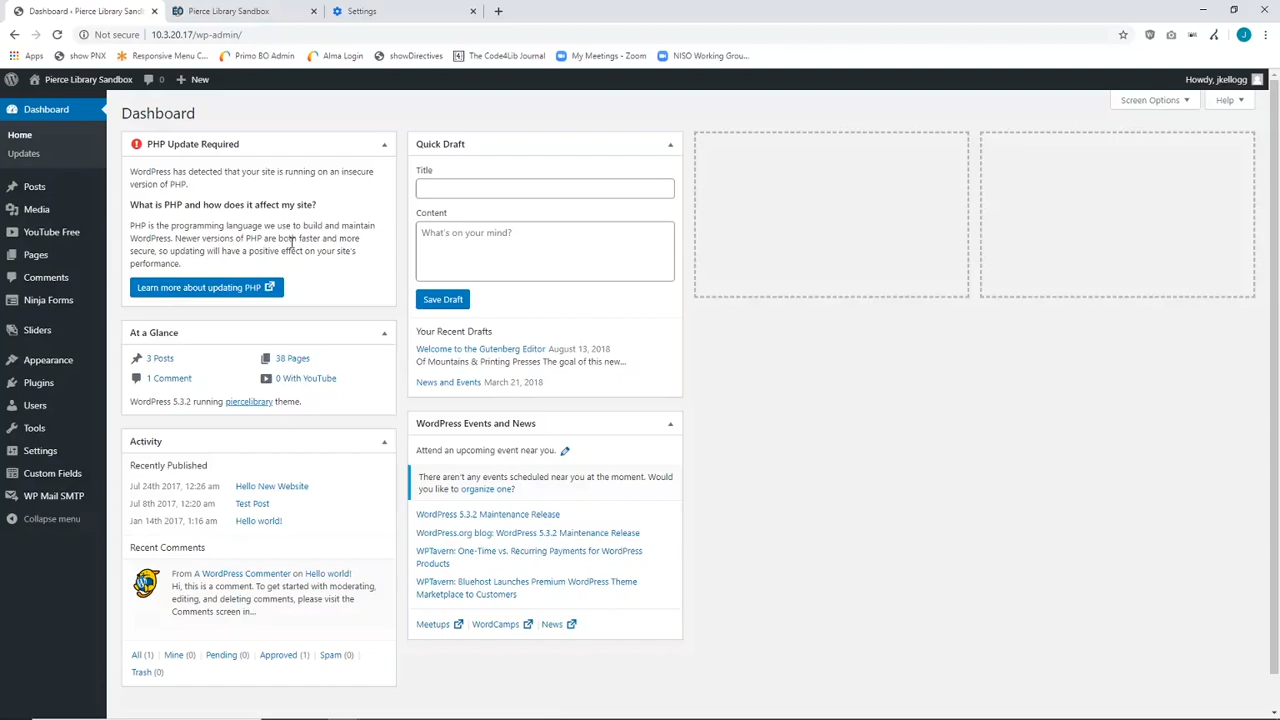 Dashboard ‹ Pierce Library Sandb
Pierce Library Sandbox
Settings
Not secure
10.3.20.17/wp-admin/
J
Apps
show PNX
Responsive Menu C...
Primo BO Admin
Alma Login
showDirectives
The Code4Lib Journal
My Meetings - Zoom
NISO Working Grou...
Pierce Library Sandbox
0
New
Howdy, jkellogg
Dashboard
Home
Updates
Posts
Media
YouTube Free
Pages
Comments
Ninja Forms
Sliders
Appearance
Plugins
Users
Tools
Settings
Custom Fields
WP Mail SMTP
Collapse menu
Screen Options
Help
Dashboard
PHP Update Required
WordPress has detected that your site is running on an insecure
version of PHP.
What is PHP and how does it affect my site?
PHP is the programming language we use to build and maintain
WordPress. Newer versions of PHP are both faster and more
secure, so updating will have a positive effect on your site's
performance.
Learn more about updating PHP
At a Glance
3 Posts
38 Pages
1 Comment
0 With YouTube
WordPress 5.3.2 running piercelibrary theme.
Activity
Recently Published
Jul 24th 2017, 12:26 am
Hello New Website
Jul 8th 2017, 12:20 am
Test Post
Jan 14th 2017, 1:16 am
Hello world!
Recent Comments
From A WordPress Commenter on Hello world!
Hi, this is a comment. To get started with moderating,
editing, and deleting comments, please visit the
Comments screen in...
All (1)
Mine (0)
Pending (0)
Approved (1)
Spam (0)
Trash (0)
Quick Draft
Title
Content
What's on your mind?
Save Draft
Your Recent Drafts
Welcome to the Gutenberg Editor August 13, 2018
Of Mountains & Printing Presses The goal of this new...
News and Events March 21, 2018
WordPress Events and News
Attend an upcoming event near you.
There aren't any events scheduled near you at the moment. Would
you like to organize one?
WordPress 5.3.2 Maintenance Release
WordPress.org blog: WordPress 5.3.2 Maintenance Release
WPTavern: One-Time vs. Recurring Payments for WordPress
Products
WPTavern: Bluehost Launches Premium WordPress Theme
Marketplace to Customers
Meetups
WordCamps
News